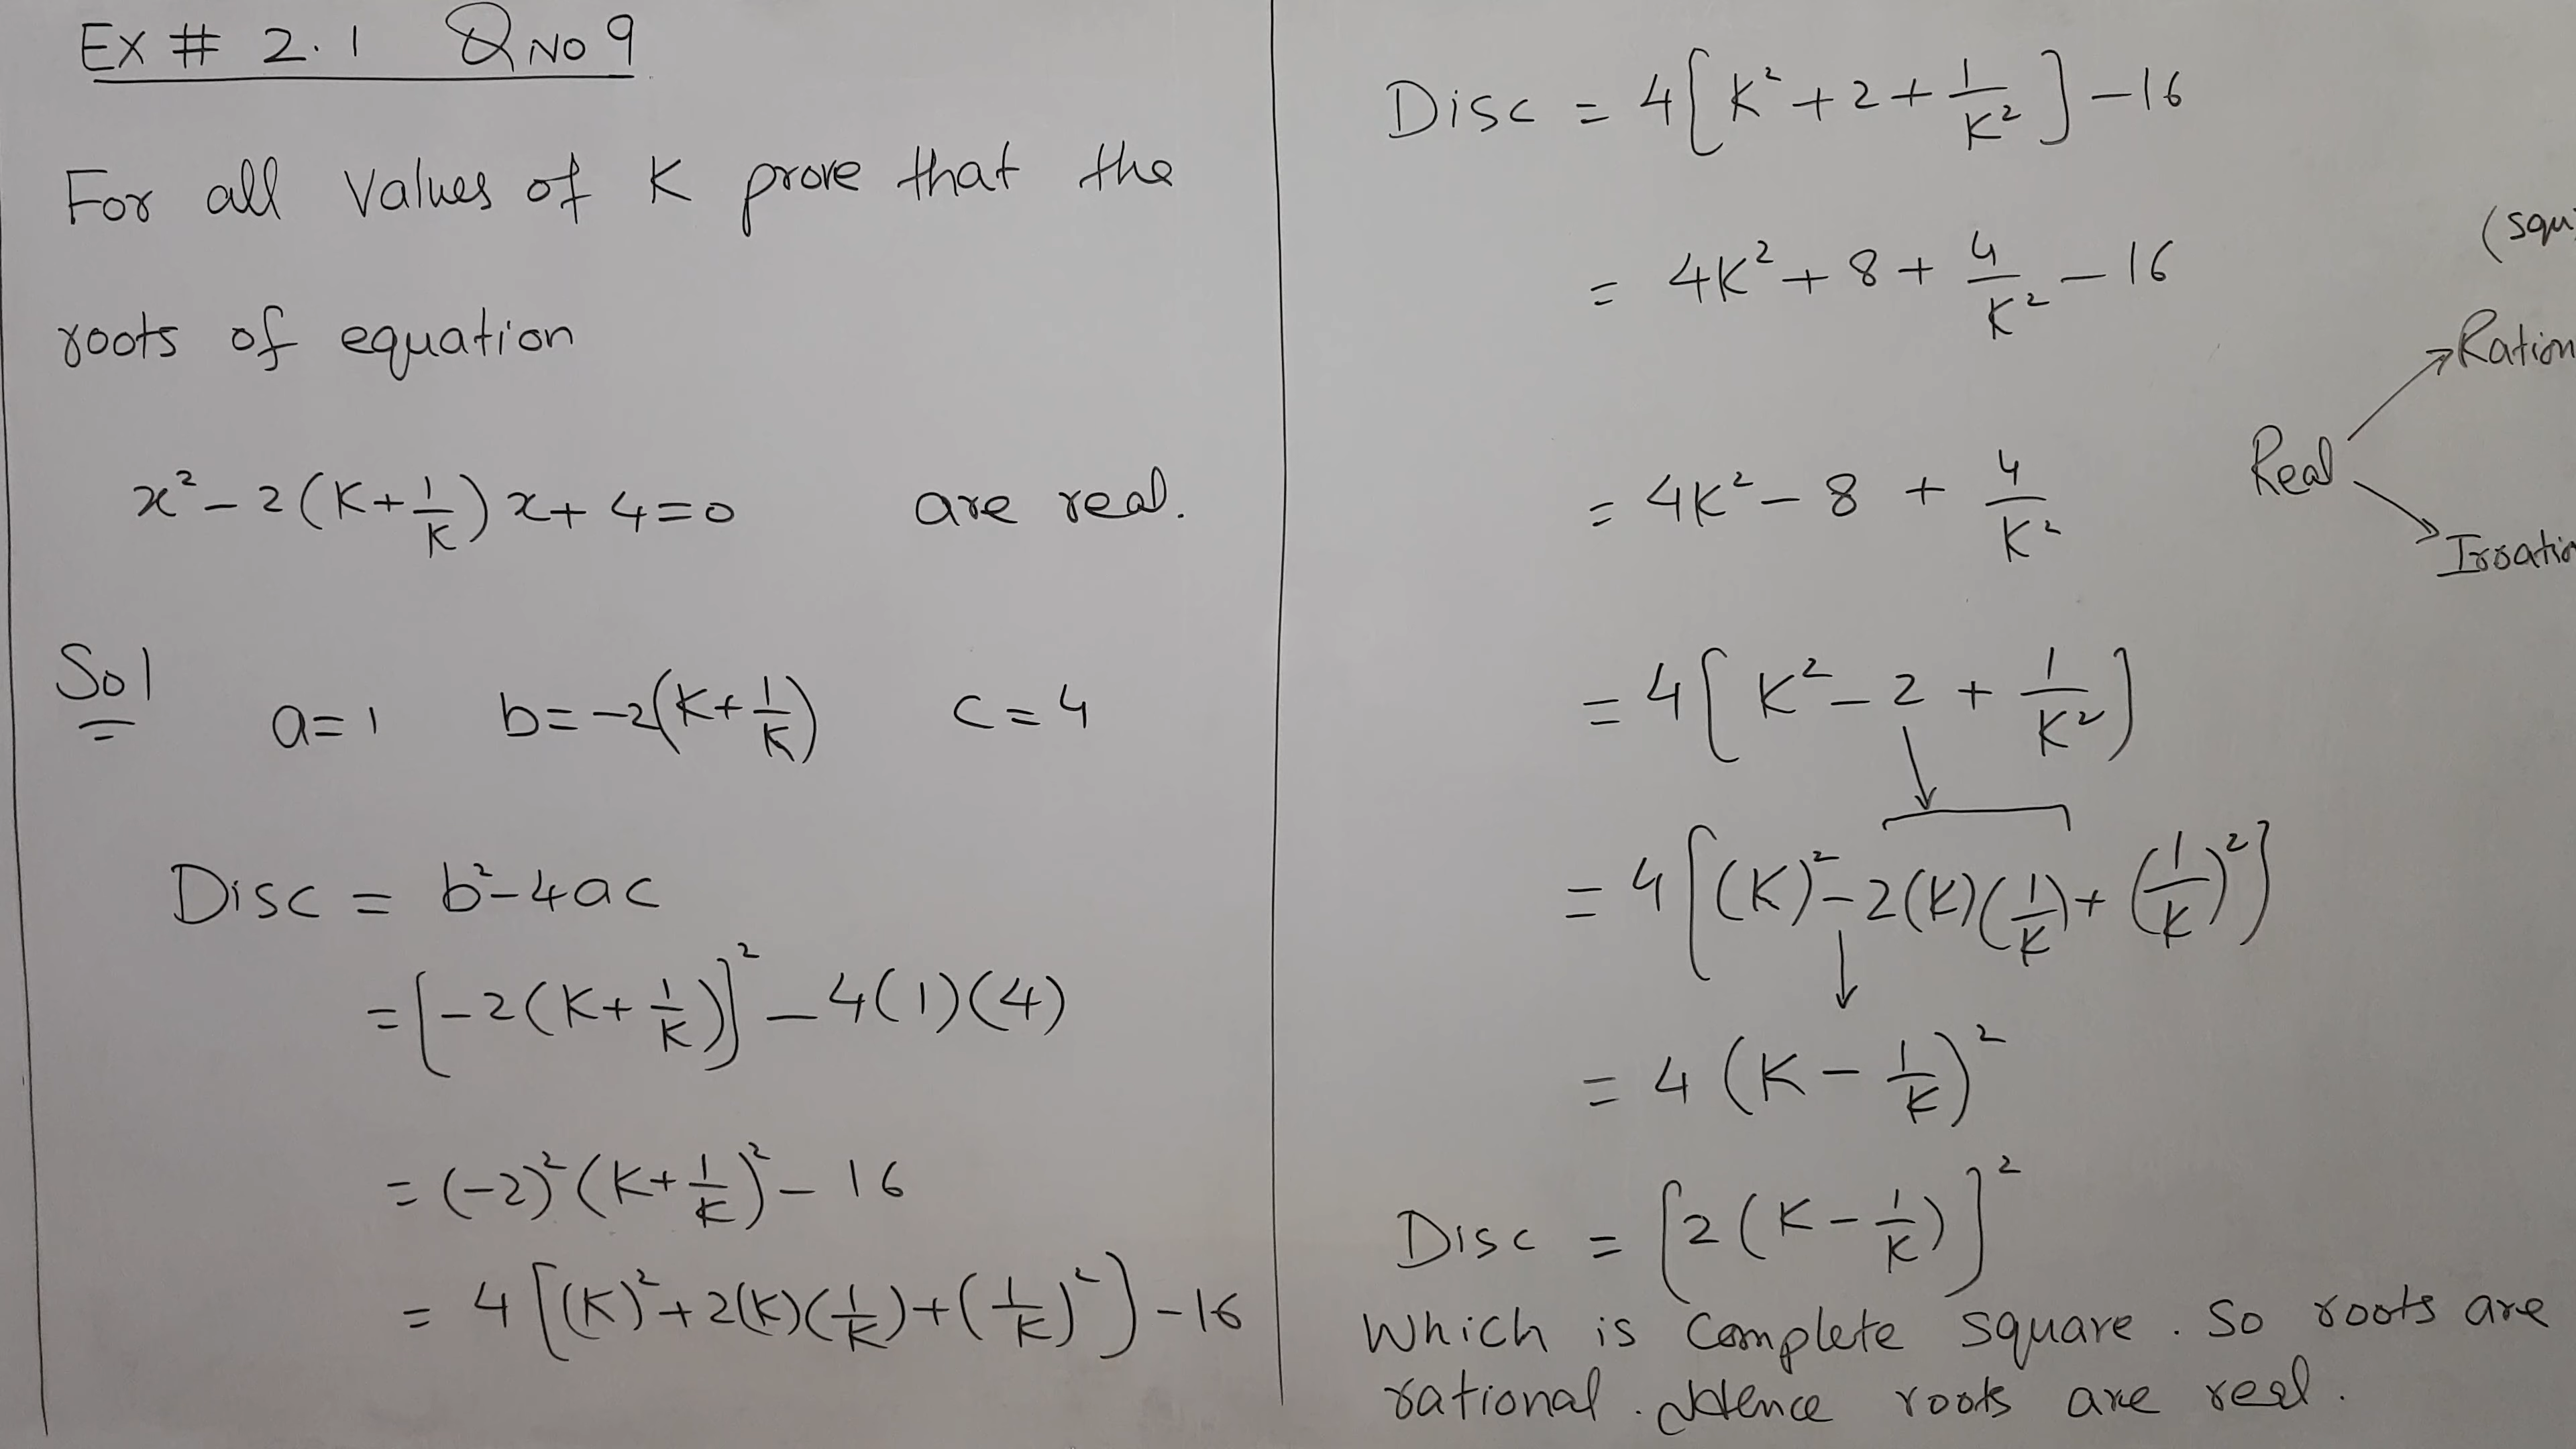 Ex # 2.1 Q No 9
For all values of K prove that the
roots of equation
x² - 2(K + 1/K)x + 4 = 0 are real.
Sol
a = 1 b = -2(K + 1/K) c = 4
Disc = b² - 4ac
= [-2(K + 1/K)]² - 4(1)(4)
= (-2)²(K + 1/K)² - 16
= 4[(K)² + 2(K)(1/K) + (1/K)²] - 16
Disc = 4[K² + 2 + 1/K²] - 16
= 4K² + 8 + 4/K² - 16
= 4K² - 8 + 4/K²
= 4[K² - 2 + 1/K²]
= 4[(K)² - 2(K)(1/K) + (1/K)²]
= 4(K - 1/K)²
Disc = [2(K - 1/K)]²
Which is complete square. So roots are
rational. Hence roots are real.
(squ
Ration
Real
Irratio